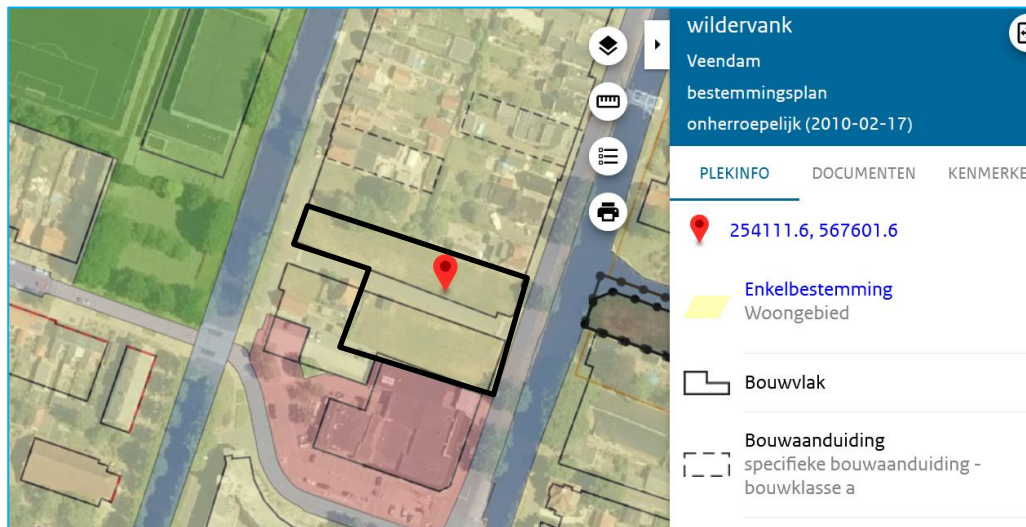 wildervank
Veendam
bestemmingsplan
onherroepelijk (2010-02-17)
PLEKINFO DOCUMENTEN KENMERKE
254111.6, 567601.6
Enkelbestemming
Woongebied
Bouwvlak
Bouwaanduiding
specifieke bouwaanduiding -
bouwklasse a